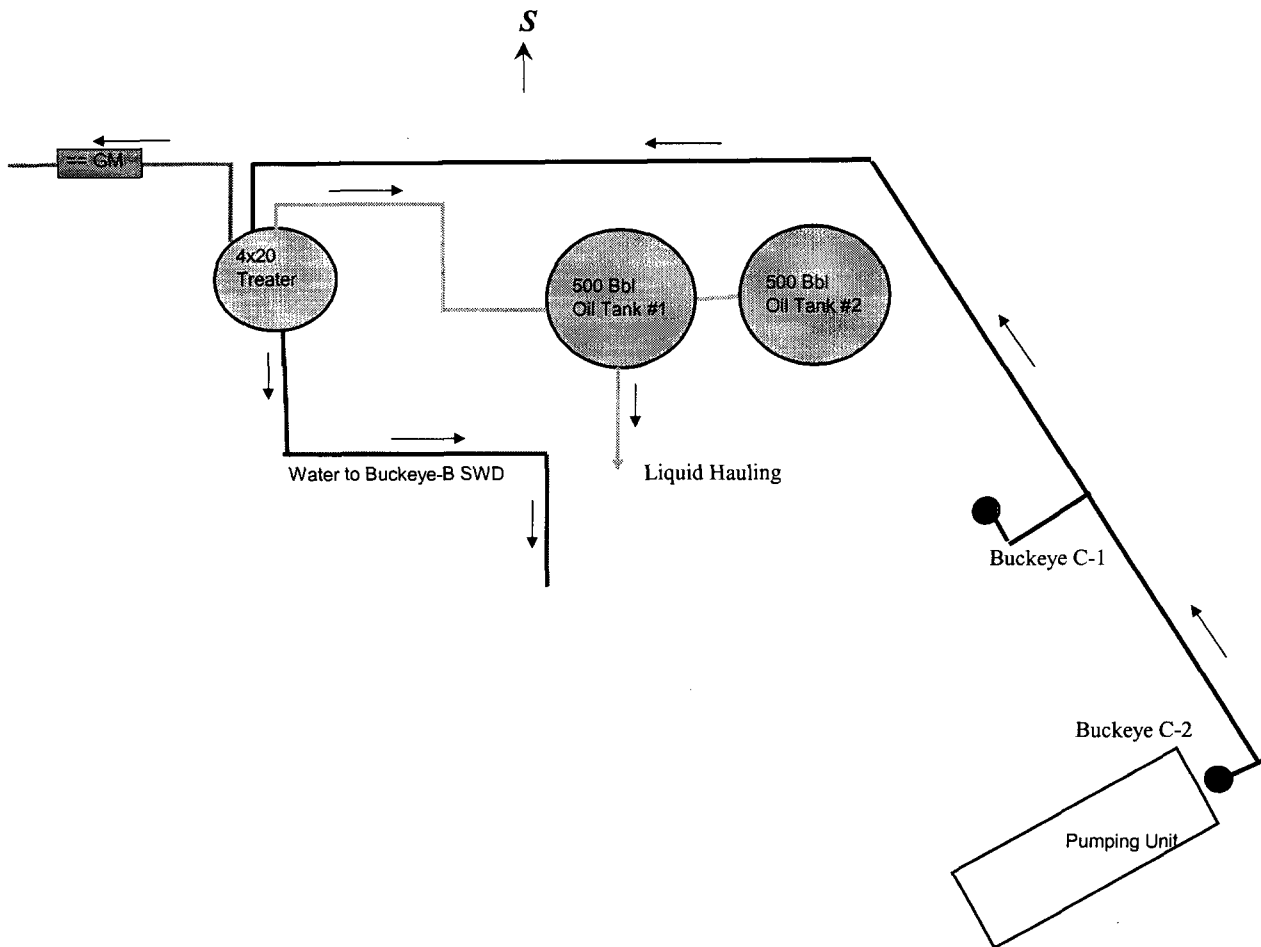 S
== GM
4x20
Treater
500 Bbl
Oil Tank #1
500 Bbl
Oil Tank #2
Water to Buckeye-B SWD
Liquid Hauling
Buckeye C-1
Buckeye C-2
Pumping Unit